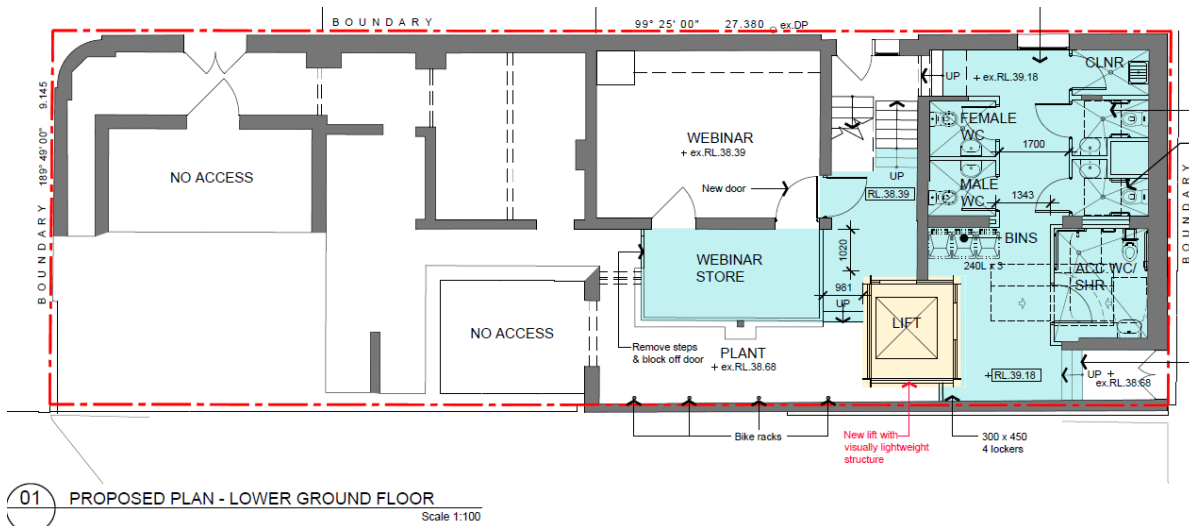 BOUNDARY
99° 25' 00" 27.380 ex.DP
CLNR
UP
+ ex.RL.39.18
9.145
189° 49' 00"
BOUNDARY
FEMALE
WC
WEBINAR
+ ex.RL.38.39
1700
NO ACCESS
New door
UP
RL.38.39
MALE
WC
1343
BOUNDARY
BINS
240L x 3
1020
WEBINAR
STORE
ACC.WC/
SHR
981
UP
LIFT
NO ACCESS
Remove steps
& block off door
PLANT
+ ex.RL.38.68
+ RL.39.18
UP +
ex.RL.38.68
Bike racks
New lift with
visually lightweight
structure
300 x 450
4 lockers
01 PROPOSED PLAN - LOWER GROUND FLOOR
Scale 1:100